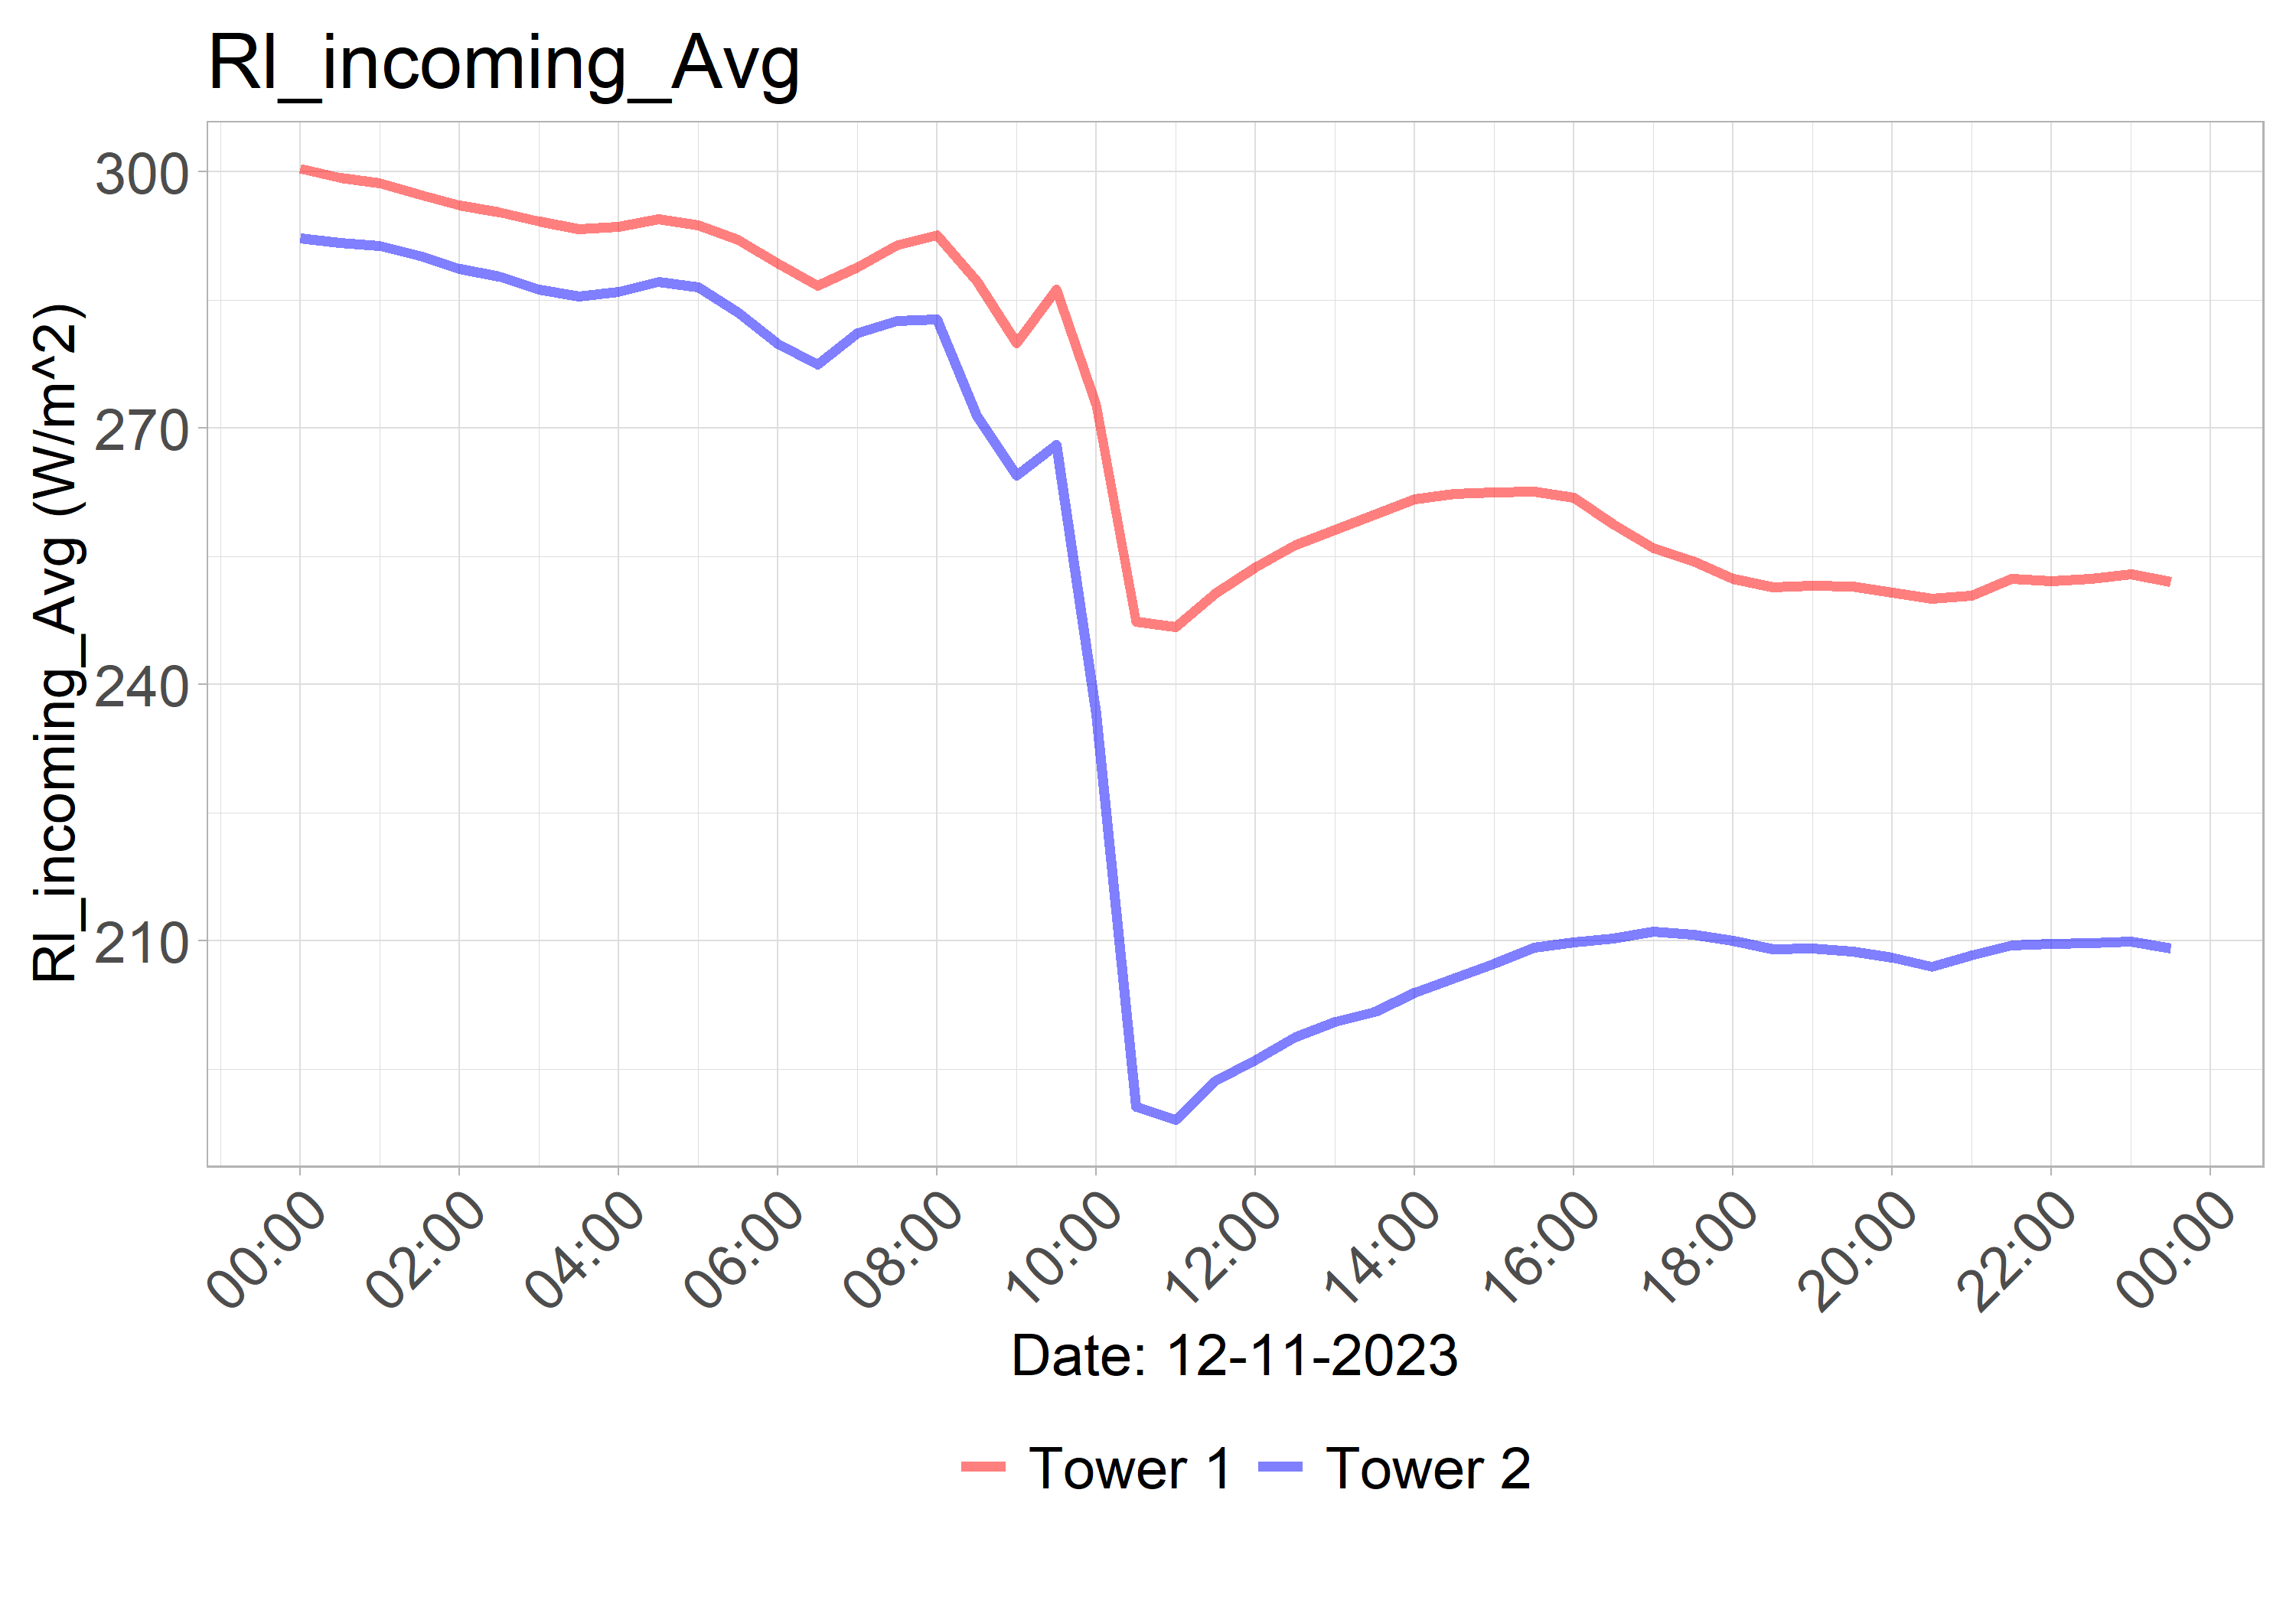 Rl_incoming_Avg
Rl_incoming_Avg (W/m^2)
300
270
240
210
00:00 02:00 04:00 06:00 08:00 10:00 12:00 14:00 16:00 18:00 20:00 22:00 00:00
Date: 12-11-2023
Tower 1 Tower 2